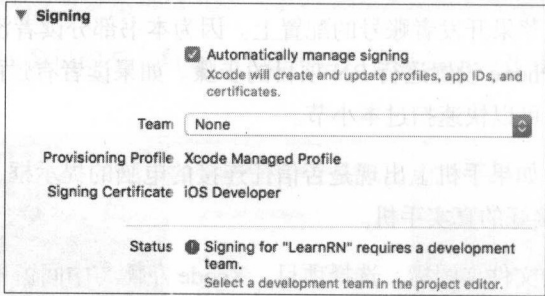 Signing
Automatically manage signing
Xcode will create and update profiles, app IDs, and
certificates.
Team None
Provisioning Profile Xcode Managed Profile
Signing Certificate iOS Developer
Status Signing for "LearnRN" requires a development
team.
Select a development team in the project editor.